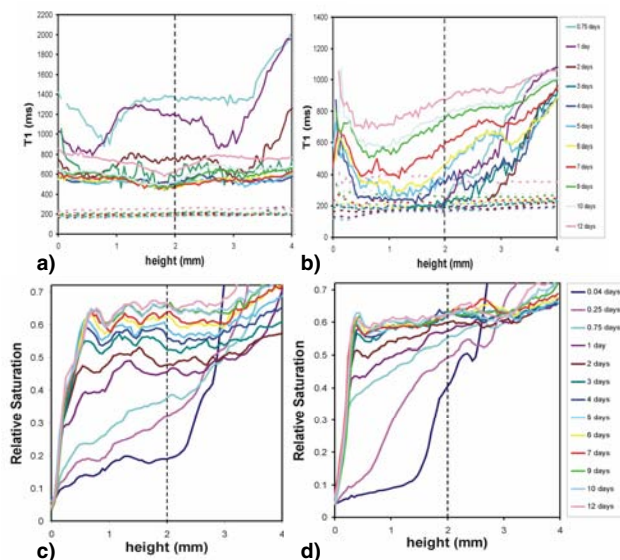 2200
2000
1800
1600
1400
1200
1000
800
600
400
200
0
T1 (ms)
0 1 2 3 4
a) height (mm)
1400
1200
1000
800
600
400
200
0
T1 (ms)
0 1 2 3 4
b) height (mm)
0.75 days
1 day
2 days
3 days
4 days
5 days
6 days
7 days
9 days
10 days
12 days
0.7
0.6
0.5
0.4
0.3
0.2
0.1
0
Relative Saturation
0 1 2 3 4
c) height (mm)
0.7
0.6
0.5
0.4
0.3
0.2
0.1
0
Relative Saturation
0 1 2 3 4
d) height (mm)
0.04 days
0.25 days
0.75 days
1 day
2 days
3 days
4 days
5 days
6 days
7 days
9 days
10 days
12 days